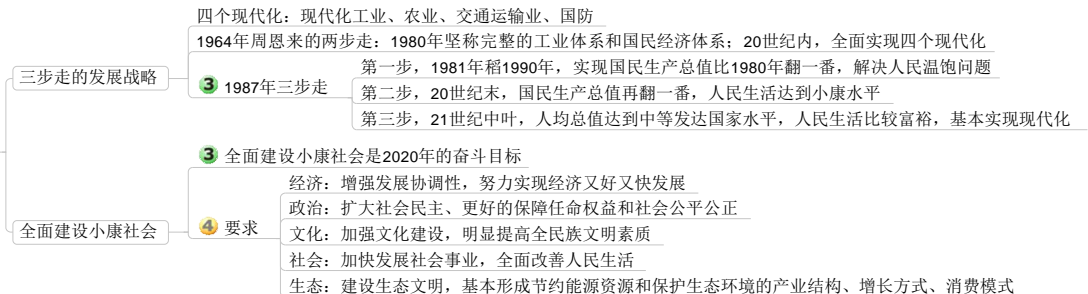 四个现代化：现代化工业、农业、交通运输业、国防
1964年周恩来的两步走：1980年坚称完整的工业体系和国民经济体系；20世纪内，全面实现四个现代化
三步走的发展战略
3 1987年三步走
第一步，1981年稻1990年，实现国民生产总值比1980年翻一番，解决人民温饱问题
第二步，20世纪末，国民生产总值再翻一番，人民生活达到小康水平
第三步，21世纪中叶，人均总值达到中等发达国家水平，人民生活比较富裕，基本实现现代化
3 全面建设小康社会是2020年的奋斗目标
全面建设小康社会
4 要求
经济：增强发展协调性，努力实现经济又好又快发展
政治：扩大社会民主、更好的保障任命权益和社会公平公正
文化：加强文化建设，明显提高全民族文明素质
社会：加快发展社会事业，全面改善人民生活
生态：建设生态文明，基本形成节约能源资源和保护生态环境的产业结构、增长方式、消费模式